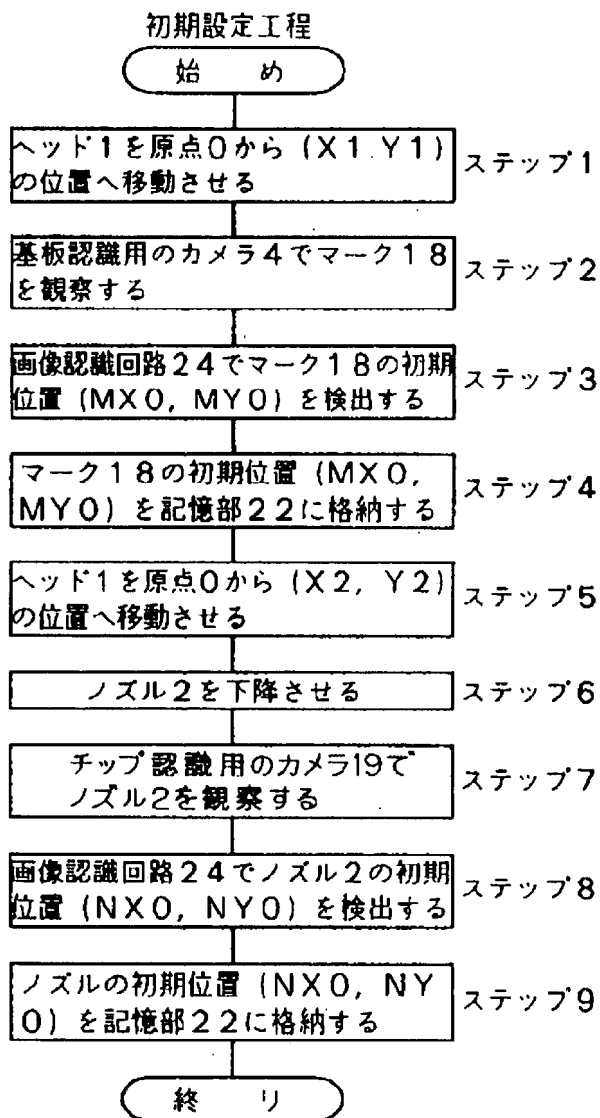 初期設定工程
始 め
ヘッド1を原点0から (X1.Y1)
の位置へ移動させる
ステップ1
基板認識用のカメラ4でマーク18
を観察する
ステップ2
画像認識回路24でマーク18の初期
位置 (MX0, MY0) を検出する
ステップ3
マーク18の初期位置 (MX0,
MY0) を記憶部22に格納する
ステップ4
ヘッド1を原点0から (X2, Y2)
の位置へ移動させる
ステップ5
ノズル2を下降させる
ステップ6
チップ認識用のカメラ19で
ノズル2を観察する
ステップ7
画像認識回路24でノズル2の初期
位置 (NX0, NY0) を検出する
ステップ8
ノズルの初期位置 (NX0, NY
0) を記憶部22に格納する
ステップ9
終 り